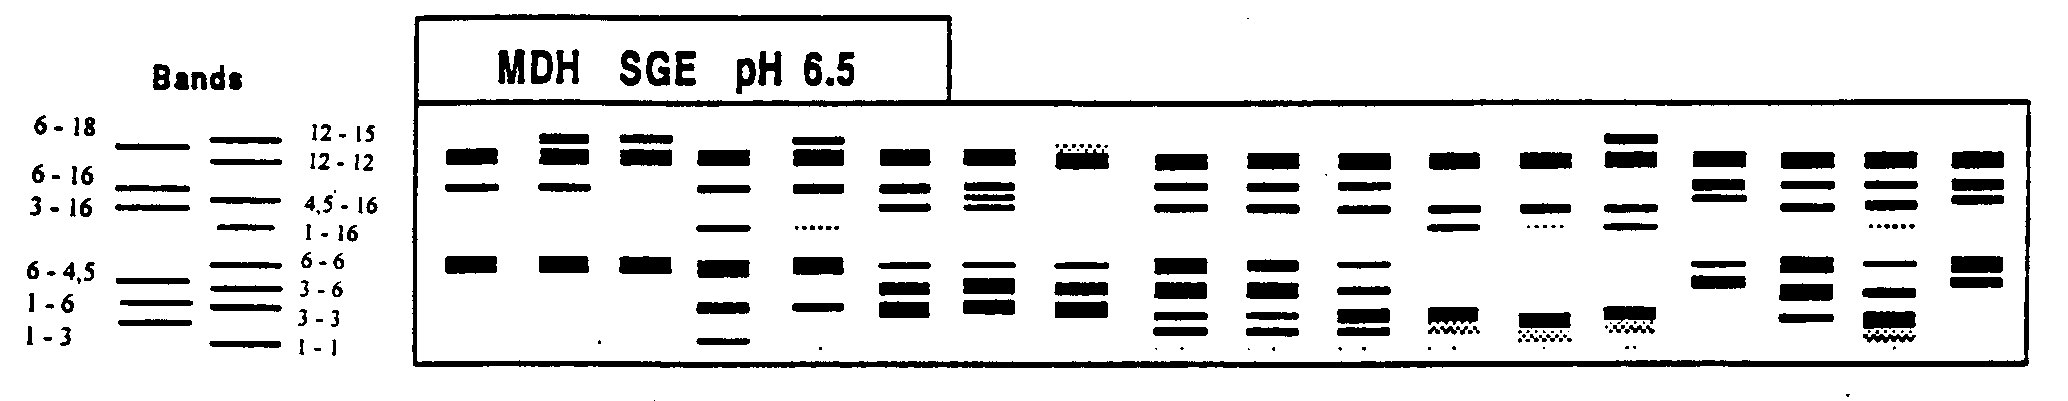 MDH SGE pH 6.5
Bands
6 - 18
12 - 15
12 - 12
6 - 16
3 - 16
4,5 - 16
1 - 16
6 - 4,5
6 - 6
1 - 6
3 - 6
1 - 3
3 - 3
1 - 1